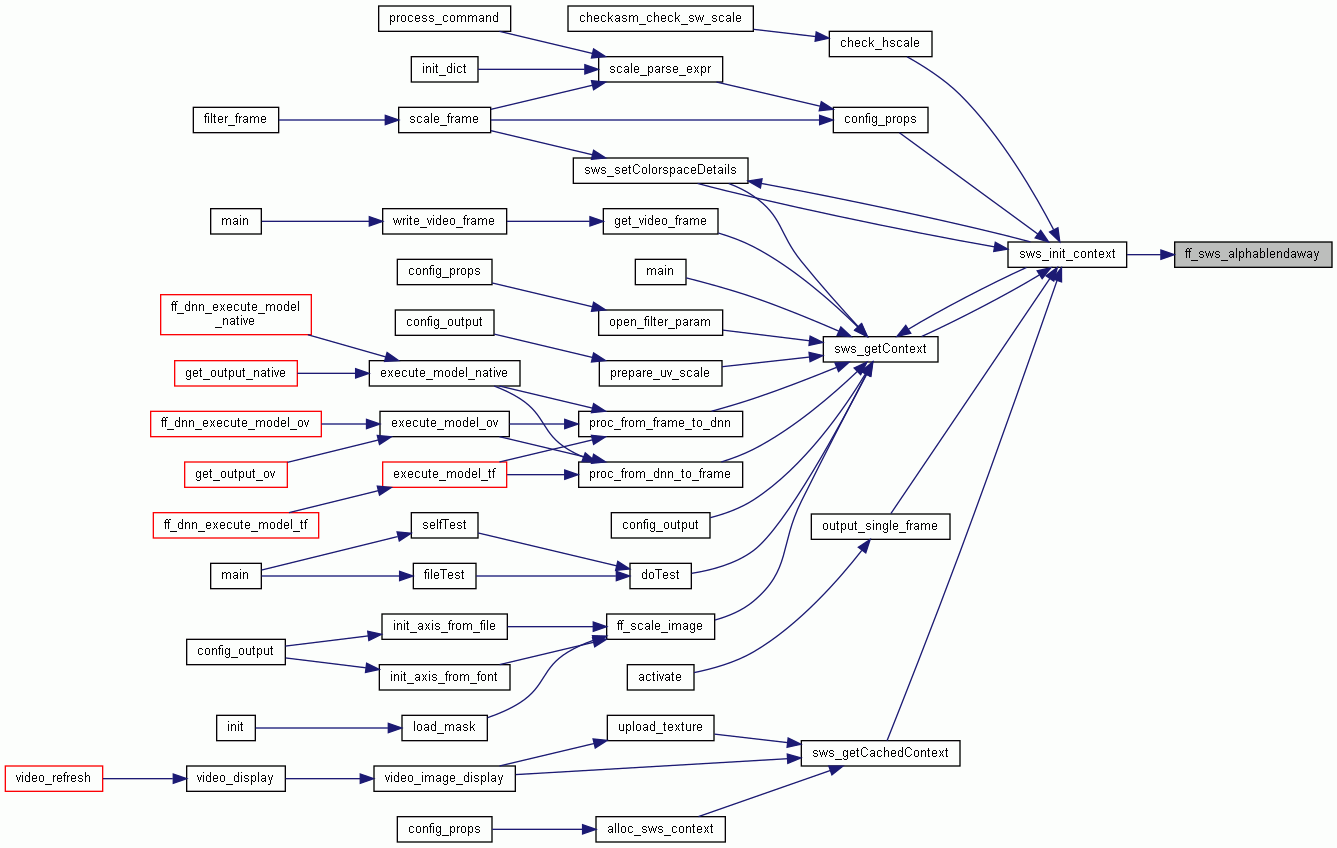 process_command
checkasm_check_sw_scale
check_hscale
init_dict
scale_parse_expr
filter_frame
scale_frame
config_props
sws_setColorspaceDetails
main
write_video_frame
get_video_frame
sws_init_context
ff_sws_alphablendaway
config_props
main
ff_dnn_execute_model
_native
config_output
open_filter_param
sws_getContext
get_output_native
execute_model_native
prepare_uv_scale
ff_dnn_execute_model_ov
execute_model_ov
proc_from_frame_to_dnn
get_output_ov
execute_model_tf
proc_from_dnn_to_frame
ff_dnn_execute_model_tf
selfTest
config_output
output_single_frame
main
fileTest
doTest
config_output
init_axis_from_file
ff_scale_image
init_axis_from_font
activate
init
load_mask
upload_texture
sws_getCachedContext
video_refresh
video_display
video_image_display
config_props
alloc_sws_context